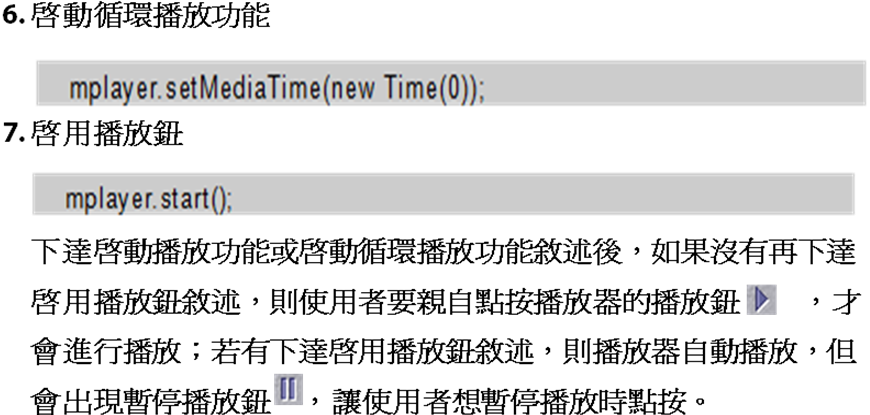 6. 啓動循環播放功能
mplayer.setMediaTime(new Time(0));
7. 啓用播放鈕
mplayer.start();
下達啓動播放功能或啓動循環播放功能敘述後，如果沒有再下達
啓用播放鈕敘述，則使用者要親自點按播放器的播放鈕 ，才
會進行播放；若有下達啓用播放鈕敘述，則播放器自動播放，但
會出現暫停播放鈕，讓使用者想暫停播放時點按。